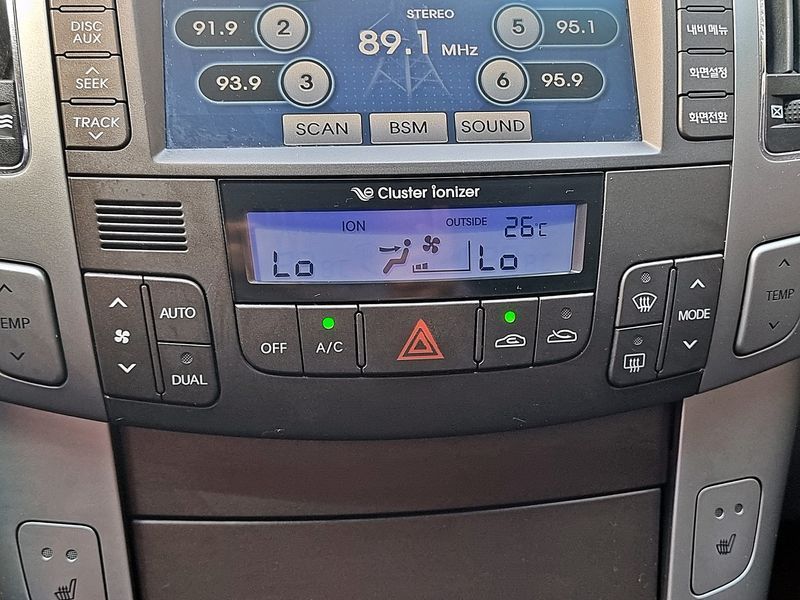 DISC
AUX
SEEK
TRACK
STEREO
91.9 2
89.1 MHz
5 95.1
93.9 3
6 95.9
SCAN BSM SOUND
내비 메뉴
화면설정
화면전환
Cluster ionizer
ION OUTSIDE 26°C
Lo Lo
TEMP
AUTO
DUAL
OFF
A/C
MODE
TEMP